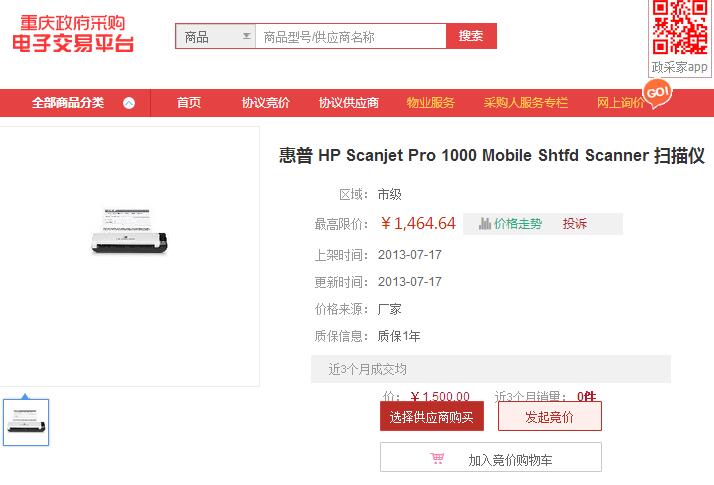 重庆政府采购
电子交易平台
商品 商品型号/供应商名称 搜索
政采家app
GO!
全部商品分类 首页 协议竞价 协议供应商 物业服务 采购人服务专栏 网上询价
惠普 HP Scanjet Pro 1000 Mobile Shtfd Scanner 扫描仪
区域: 市级
最高限价: ￥1,464.64 价格走势 投诉
上架时间: 2013-07-17
更新时间: 2013-07-17
价格来源: 厂家
质保信息: 质保1年
近3个月成交均
价: ￥1,500.00 近3个月销量: 0件
选择供应商购买 发起竞价
加入竞价购物车